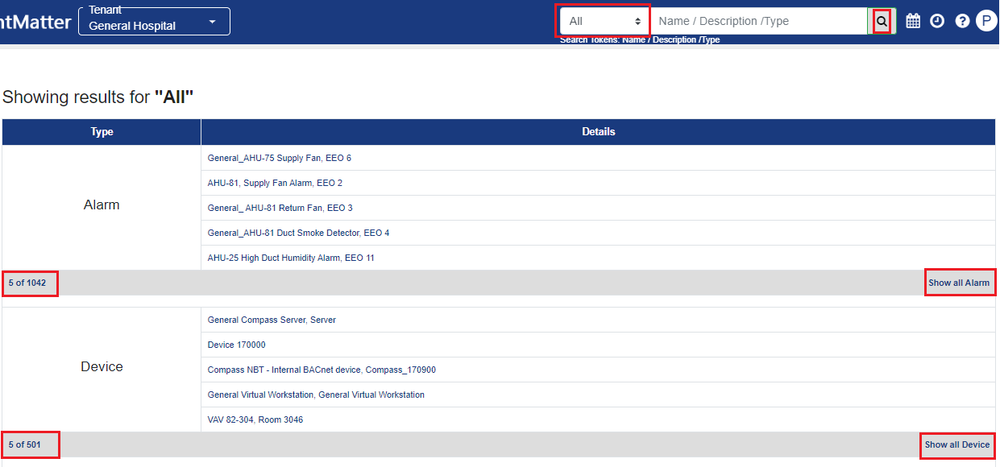 ntMatter
Tenant
General Hospital
All
Name / Description /Type
P
Search Tokens: Name / Description /Type
Showing results for "All"
Type Details
Alarm
General_AHU-75 Supply Fan, EEO 6
AHU-81, Supply Fan Alarm, EEO 2
General_ AHU-81 Return Fan, EEO 3
General_AHU-81 Duct Smoke Detector, EEO 4
AHU-25 High Duct Humidity Alarm, EEO 11
5 of 1042 Show all Alarm
Device
General Compass Server, Server
Device 170000
Compass NBT - Internal BACnet device, Compass_170900
General Virtual Workstation, General Virtual Workstation
VAV 82-304, Room 3046
5 of 501 Show all Device